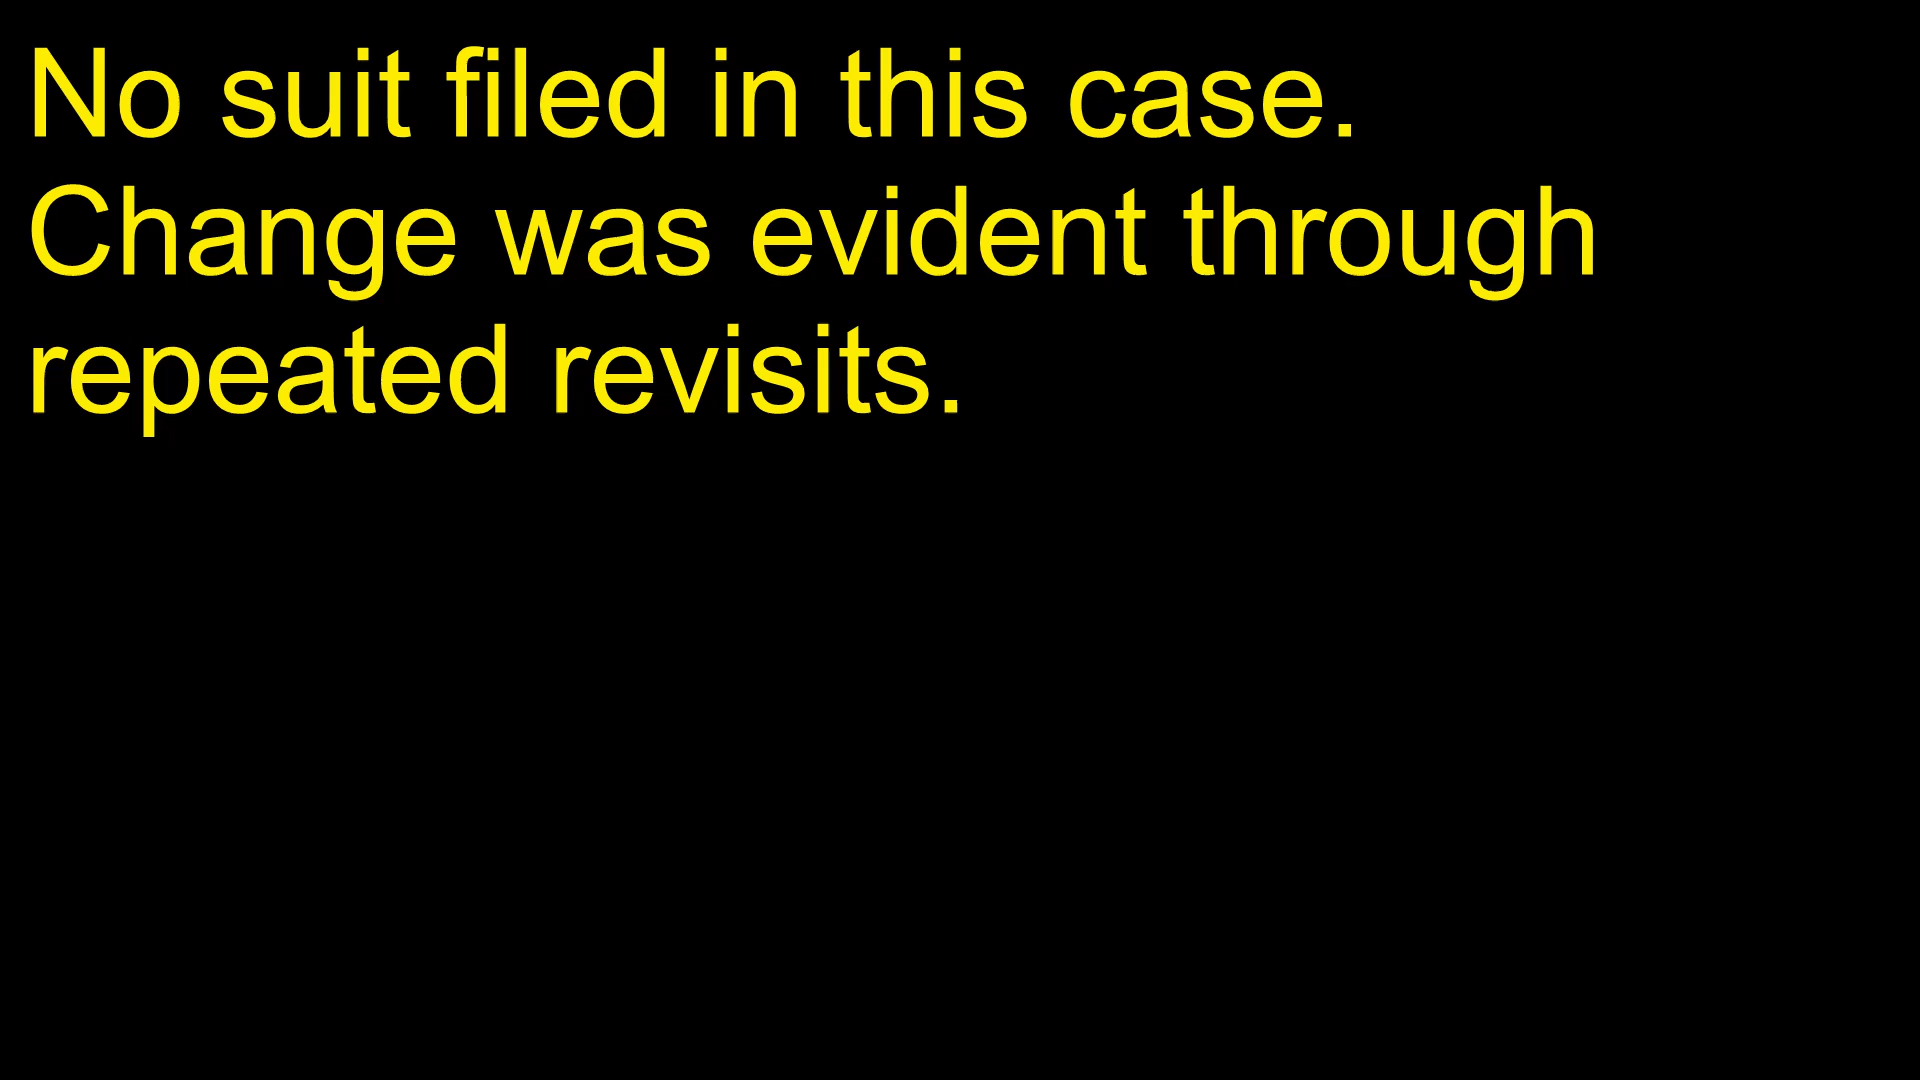 No suit filed in this case.
Change was evident through
repeated revisits.